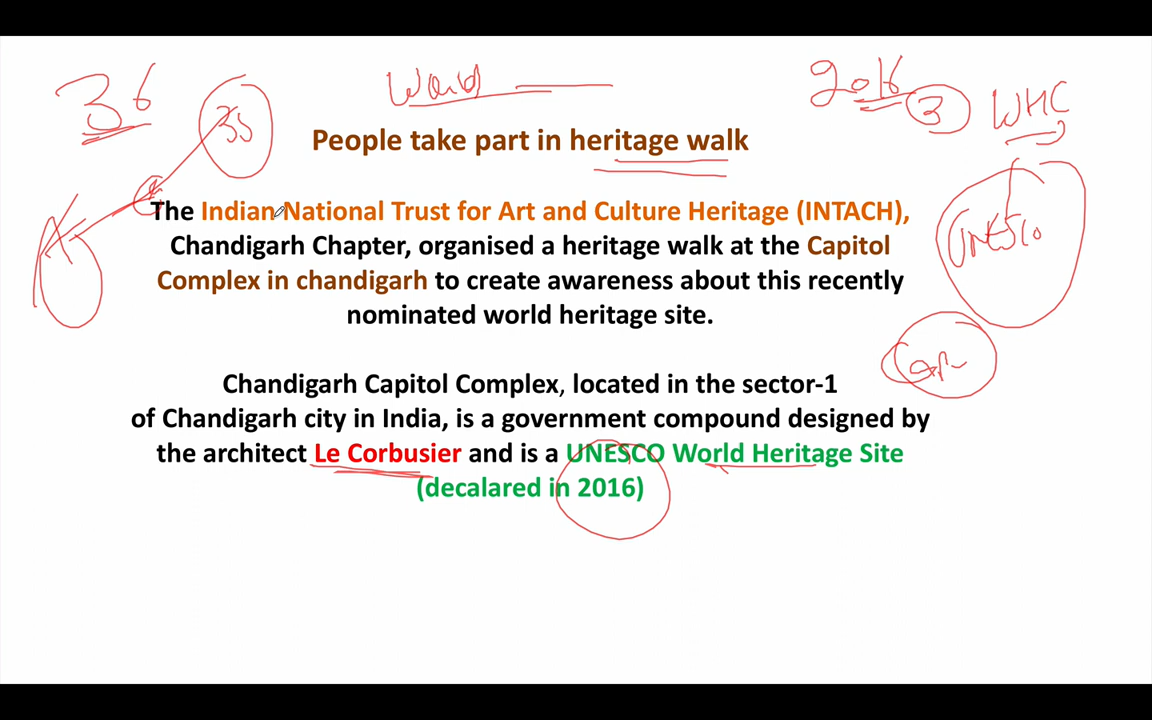 36
35
World
2016
3
WHC
People take part in heritage walk
The Indian National Trust for Art and Culture Heritage (INTACH),
Chandigarh Chapter, organised a heritage walk at the Capitol
Complex in chandigarh to create awareness about this recently
nominated world heritage site.
UNESCO
Chandigarh Capitol Complex, located in the sector-1
of Chandigarh city in India, is a government compound designed by
the architect Le Corbusier and is a UNESCO World Heritage Site
(decalared in 2016)